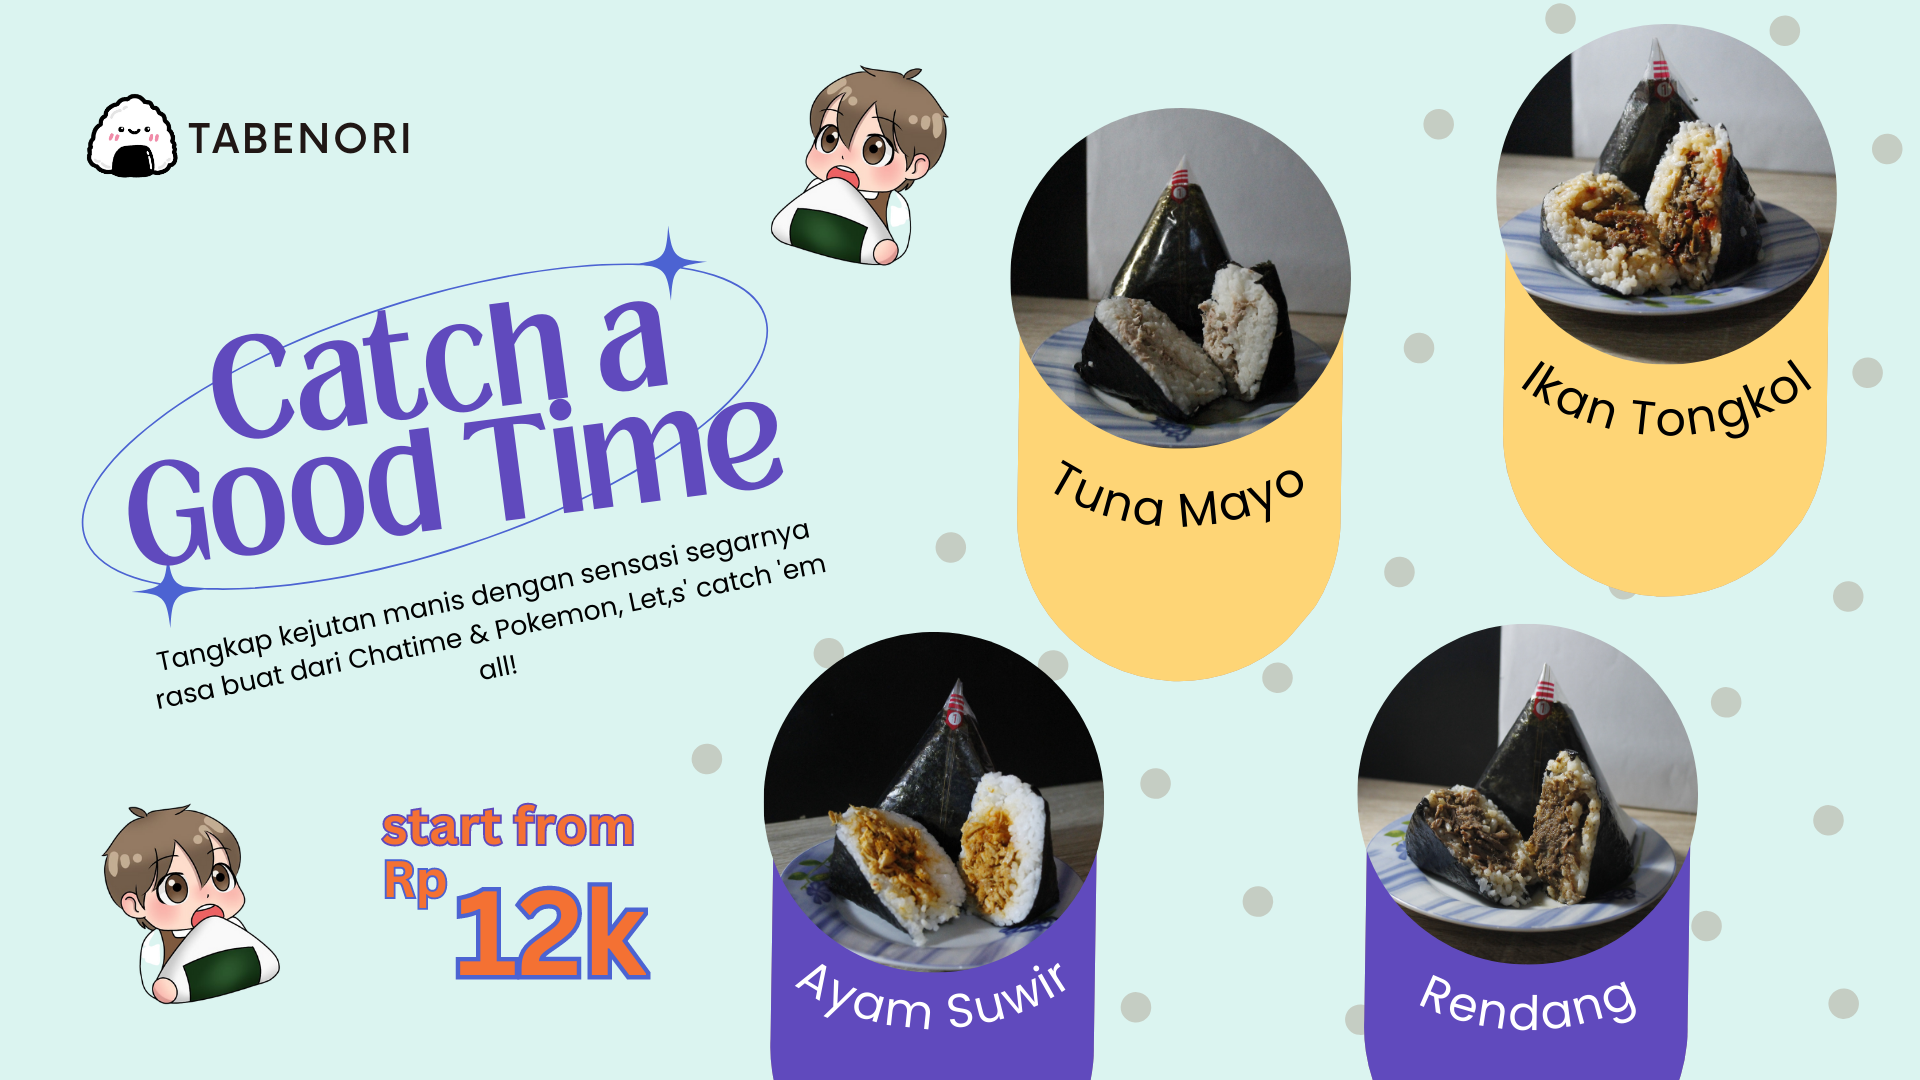 TABENORI
Catch a
Good Time
Tangkap kejutan manis dengan sensasi segarnya
rasa buat dari Chatime & Pokemon, Let,s' catch 'em
all!
start from
Rp
12k
Tuna Mayo
Ikan Tongkol
Ayam Suwir
Rendang